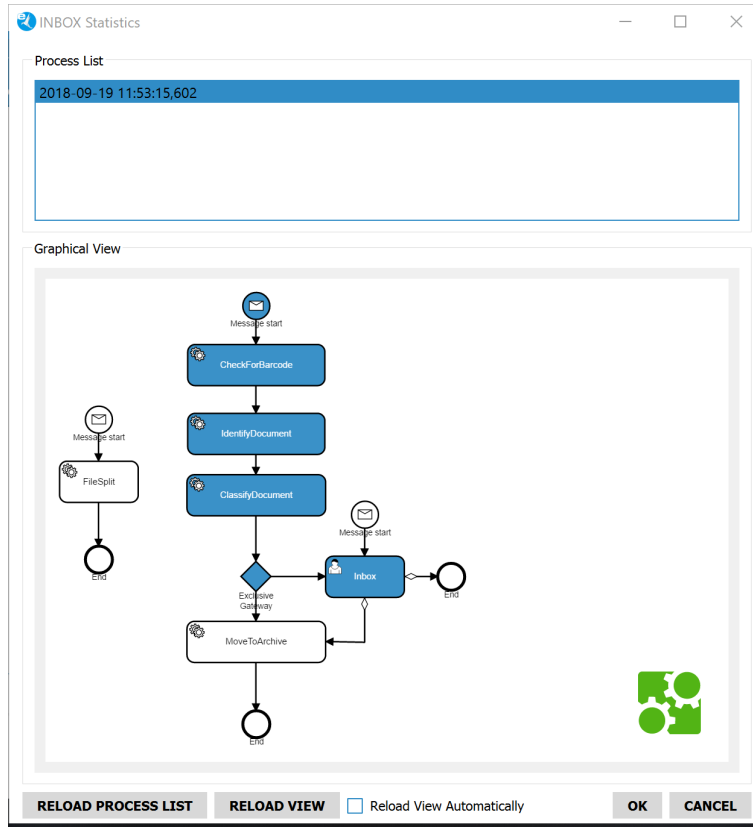 INBOX Statistics
Process List
2018-09-19 11:53:15,602
Graphical View
Message start
CheckForBarcode
Message start
IdentifyDocument
FileSplit
ClassifyDocument
Message start
End
Inbox
End
Exclusive
Gateway
MoveToArchive
End
RELOAD PROCESS LIST RELOAD VIEW Reload View Automatically OK CANCEL